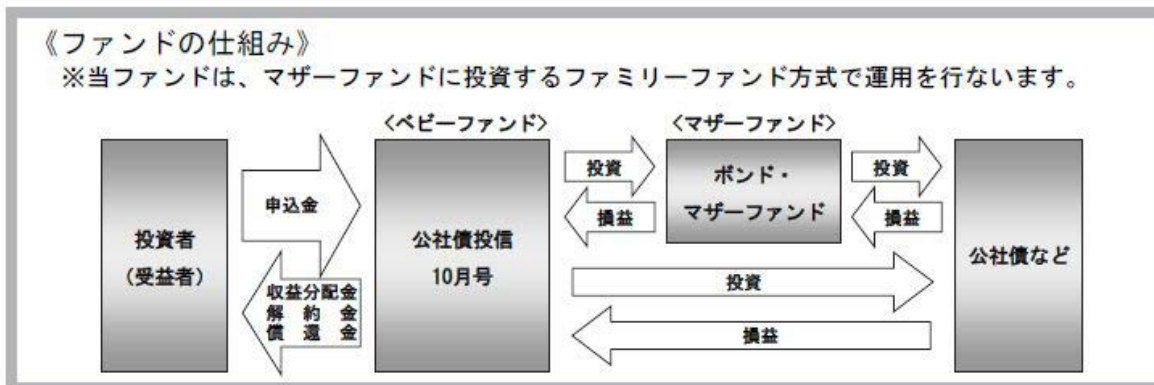 《ファンドの仕組み》
※当ファンドは、マザーファンドに投資するファミリーファンド方式で運用を行ないます。
〈ベビーファンド〉
〈マザーファンド〉
投資者
(受益者)
申込金
収益分配金
解約金
償還金
公社債投信
10月号
投資
損益
ボンド・
マザーファンド
投資
損益
投資
損益
公社債など